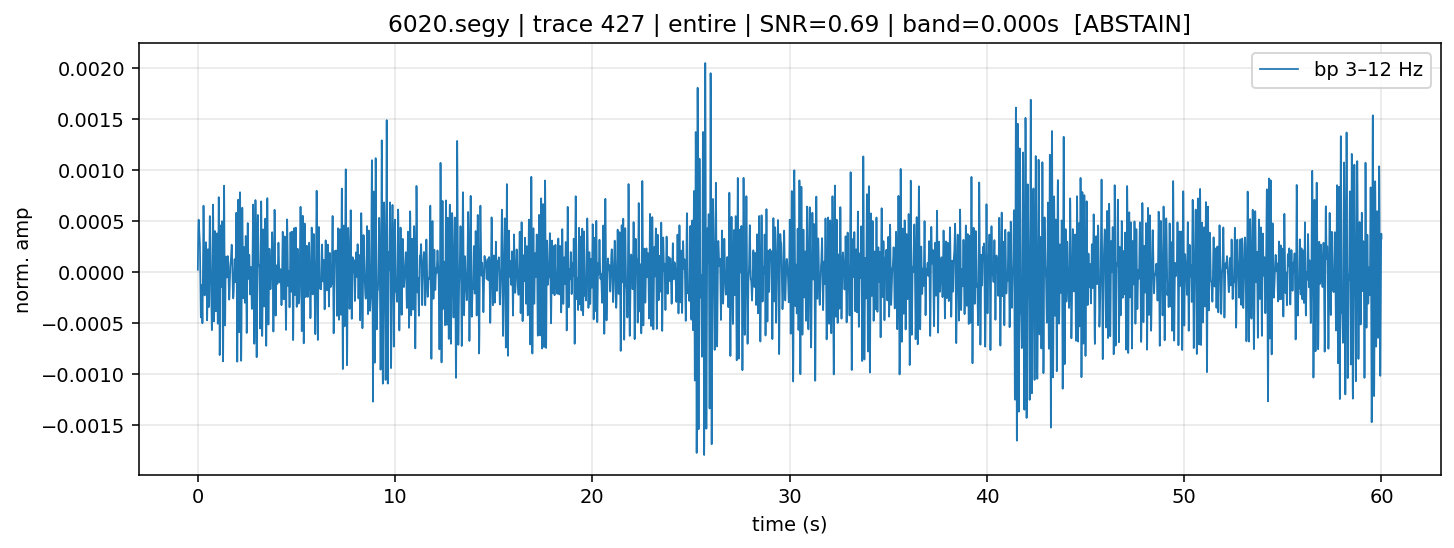 6020.segy | trace 427 | entire | SNR=0.69 | band=0.000s  [ABSTAIN]
bp 3–12 Hz
norm. amp
0.0020
0.0015
0.0010
0.0005
0.0000
−0.0005
−0.0010
−0.0015
0 10 20 30 40 50 60
time (s)